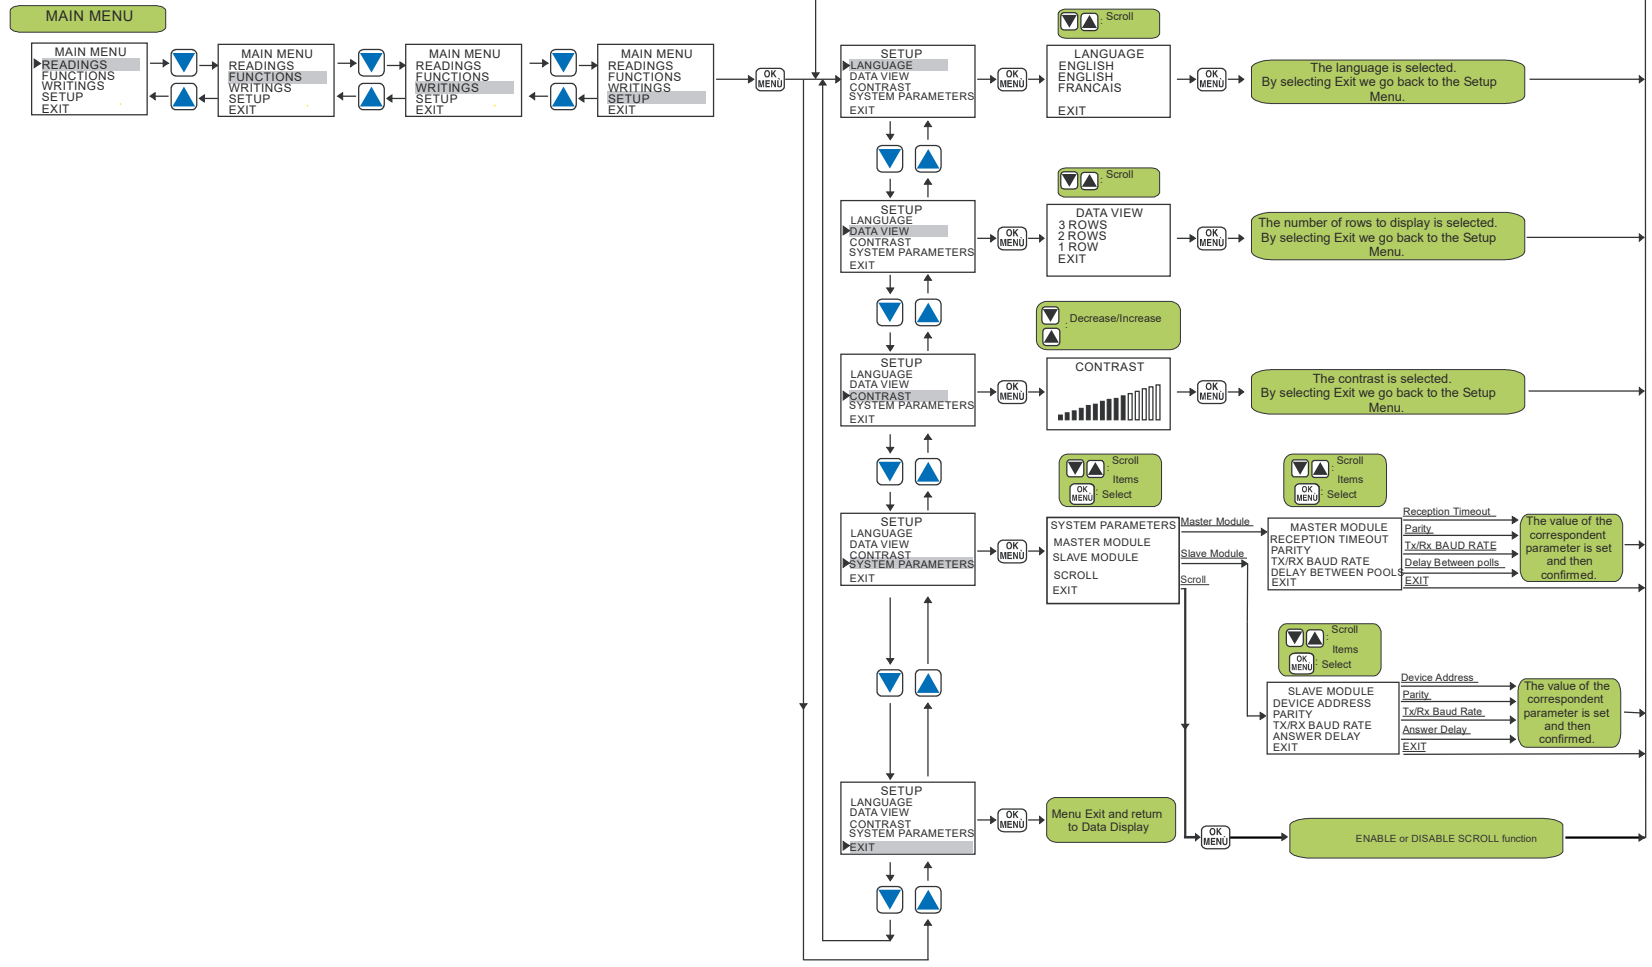 MAIN MENU
MAIN MENU
READINGS
FUNCTIONS
WRITINGS
SETUP
EXIT
MAIN MENU
READINGS
FUNCTIONS
WRITINGS
SETUP
EXIT
MAIN MENU
READINGS
FUNCTIONS
WRITINGS
SETUP
EXIT
MAIN MENU
READINGS
FUNCTIONS
WRITINGS
SETUP
EXIT
OK
MENÙ
SETUP
LANGUAGE
DATA VIEW
CONTRAST
SYSTEM PARAMETERS
EXIT
OK
MENÙ
: Scroll
LANGUAGE
ENGLISH
ENGLISH
FRANCAIS
EXIT
OK
MENÙ
The language is selected.
By selecting Exit we go back to the Setup
Menu.
SETUP
LANGUAGE
DATA VIEW
CONTRAST
SYSTEM PARAMETERS
EXIT
OK
MENÙ
: Scroll
DATA VIEW
3 ROWS
2 ROWS
1 ROW
EXIT
OK
MENÙ
The number of rows to display is selected.
By selecting Exit we go back to the Setup
Menu.
SETUP
LANGUAGE
DATA VIEW
CONTRAST
SYSTEM PARAMETERS
EXIT
OK
MENÙ
: Decrease/Increase
CONTRAST
OK
MENÙ
The contrast is selected.
By selecting Exit we go back to the Setup
Menu.
SETUP
LANGUAGE
DATA VIEW
CONTRAST
SYSTEM PARAMETERS
EXIT
OK
MENÙ
: Scroll
Items
OK
MENÙ
: Select
SYSTEM PARAMETERS
MASTER MODULE
SLAVE MODULE
SCROLL
EXIT
Master Module
Slave Module
Scroll
: Scroll
Items
OK
MENÙ
: Select
MASTER MODULE
RECEPTION TIMEOUT
PARITY
TX/RX BAUD RATE
DELAY BETWEEN POOLS
EXIT
Reception Timeout
Parity
Tx/Rx BAUD RATE
Delay Between polls
EXIT
The value of the
correspondent
parameter is set
and then
confirmed.
: Scroll
Items
OK
MENÙ
: Select
SLAVE MODULE
DEVICE ADDRESS
PARITY
TX/RX BAUD RATE
ANSWER DELAY
EXIT
Device Address
Parity
Tx/Rx Baud Rate
Answer Delay
EXIT
The value of the
correspondent
parameter is set
and then
confirmed.
SETUP
LANGUAGE
DATA VIEW
CONTRAST
SYSTEM PARAMETERS
EXIT
OK
MENÙ
Menu Exit and return
to Data Display
OK
MENÙ
ENABLE or DISABLE SCROLL function